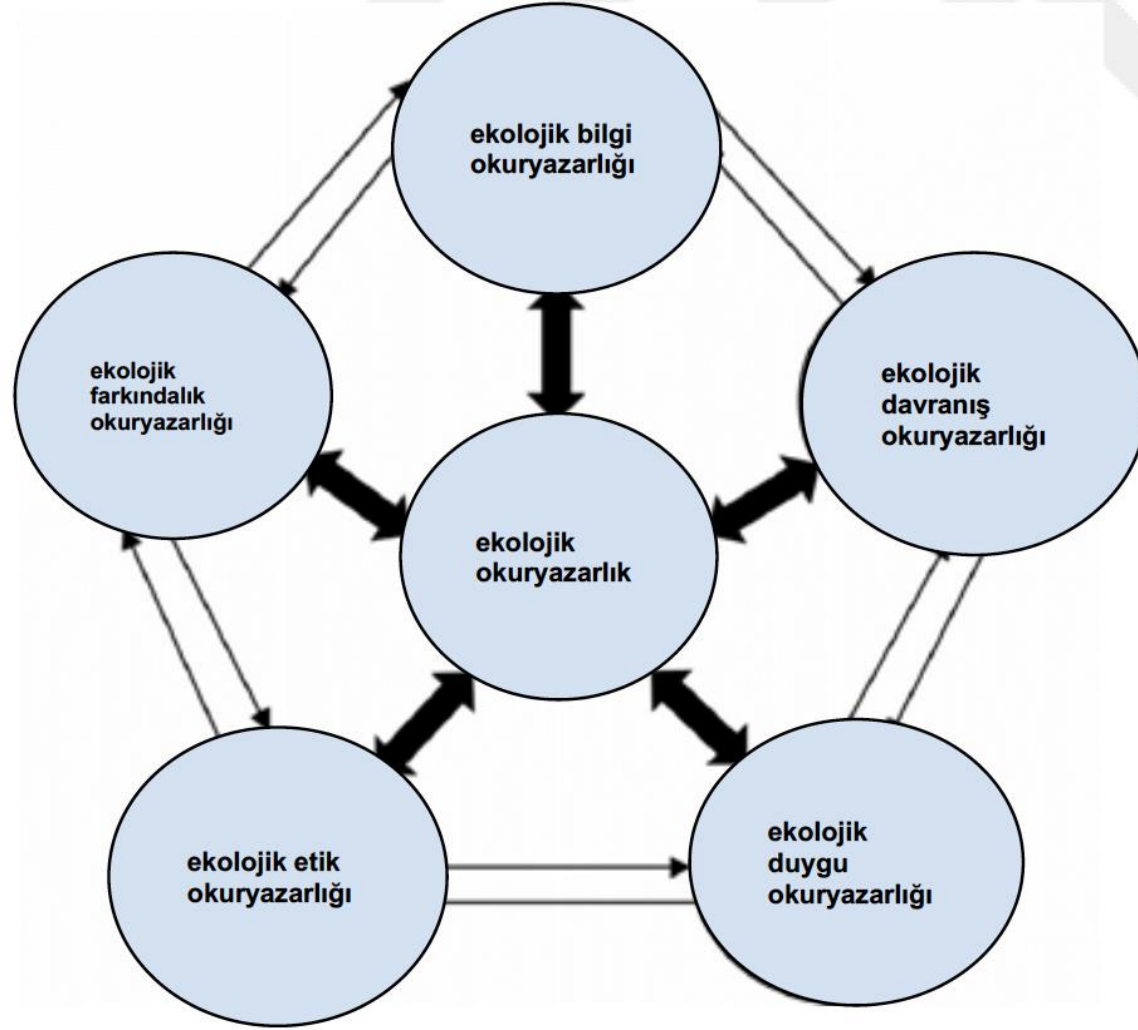 ekolojik bilgi
okuryazarlığı
ekolojik
farkındalık
okuryazarlığı
ekolojik
davranış
okuryazarlığı
ekolojik
okuryazarlık
ekolojik etik
okuryazarlığı
ekolojik
duygu
okuryazarlığı